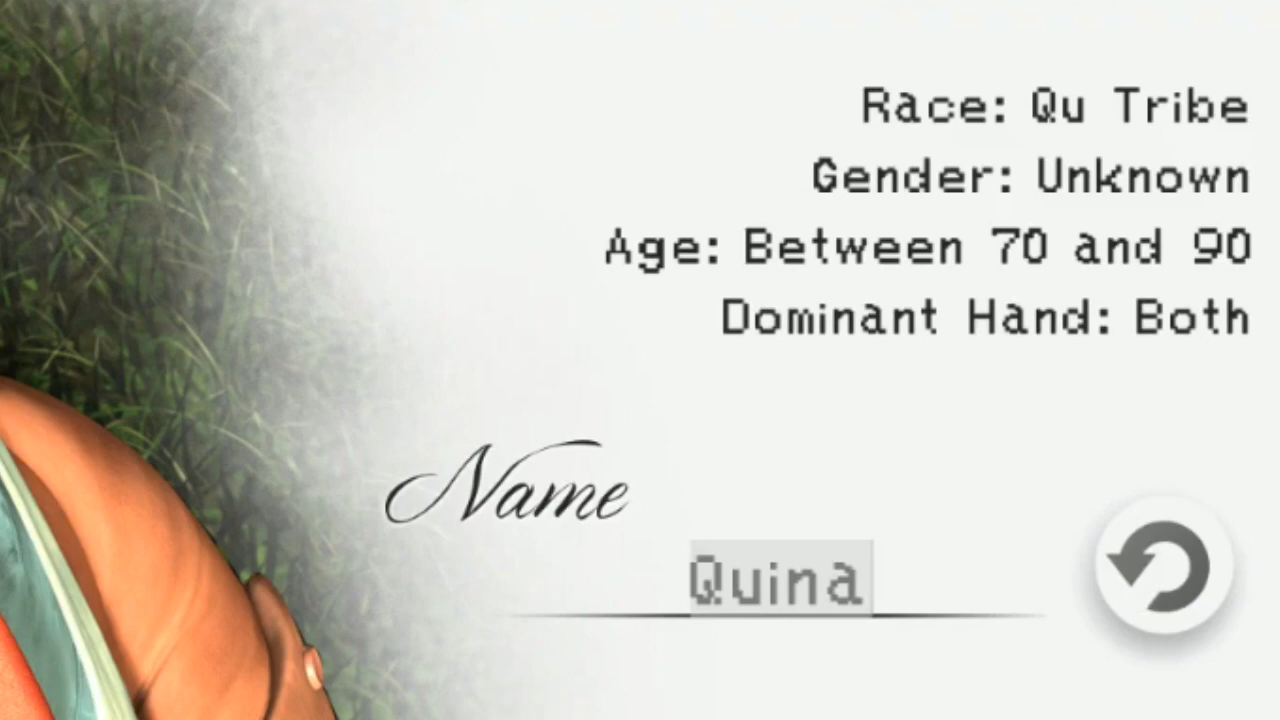 Race: Qu Tribe
Gender: Unknown
Age: Between 70 and 90
Dominant Hand: Both
Name
Quina